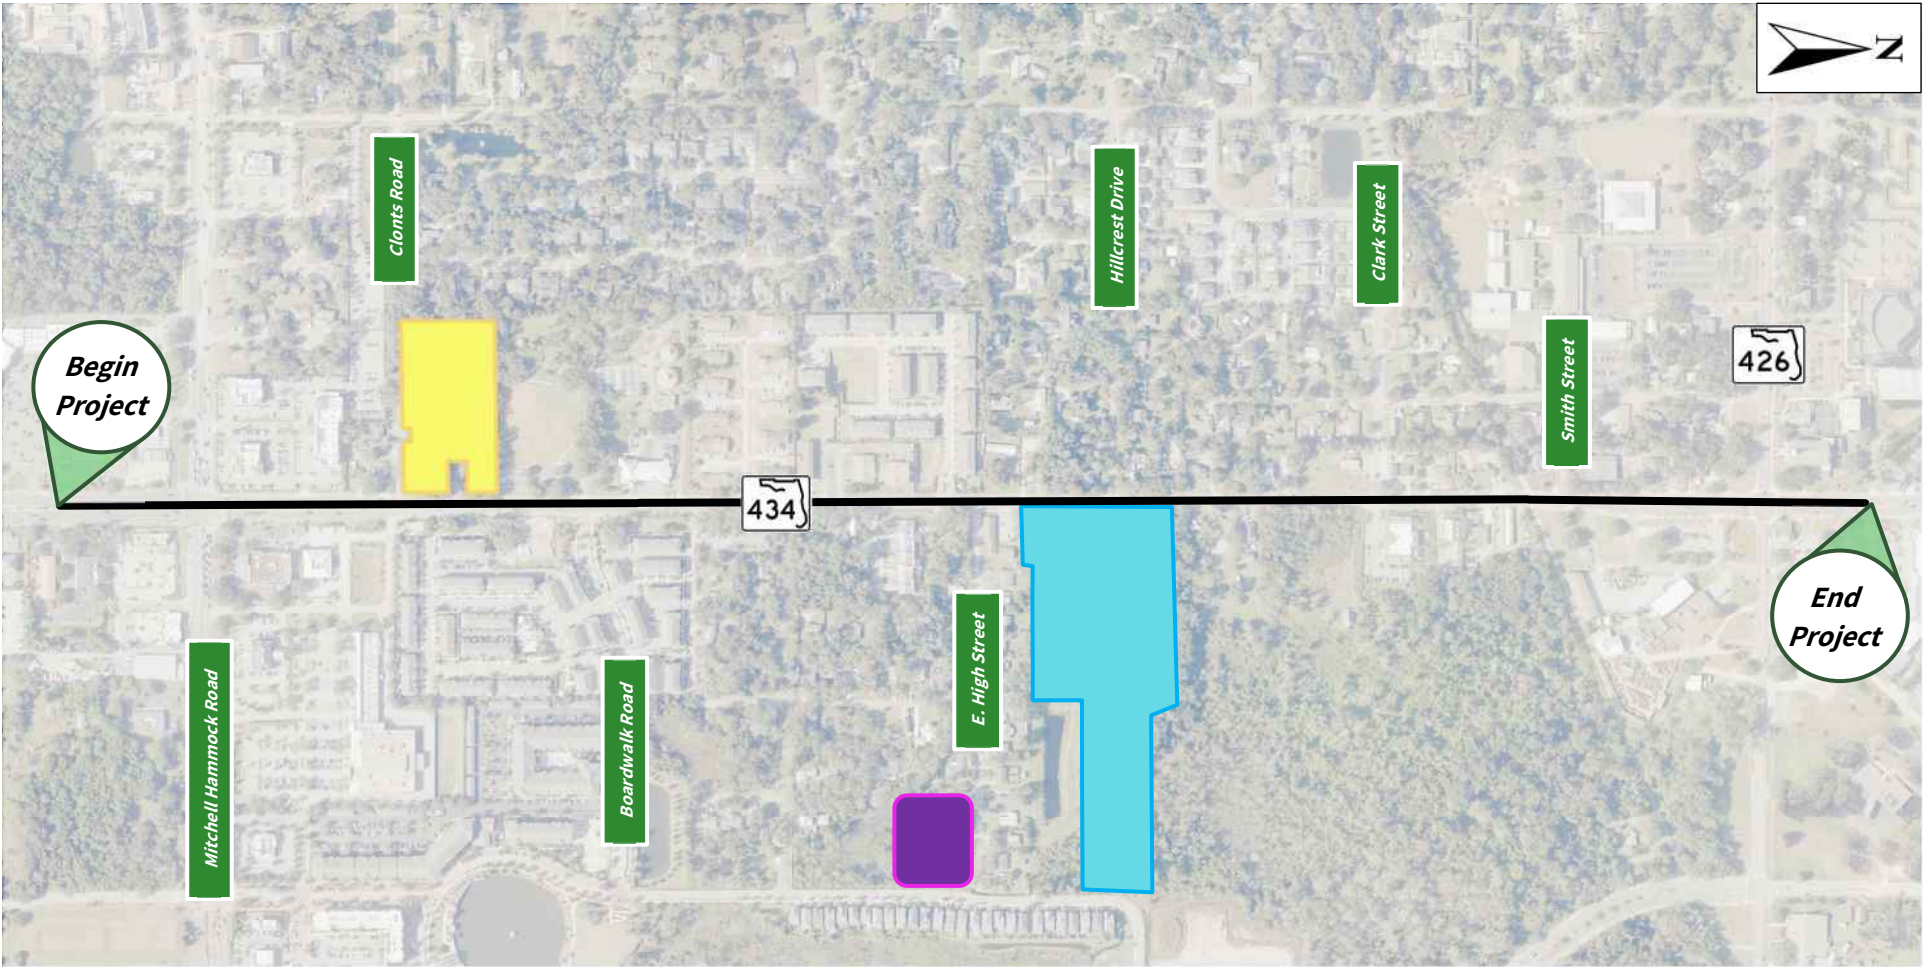 N
Clonts Road
Hillcrest Drive
Clark Street
Begin
Project
Smith Street
426
434
E. High Street
End
Project
Mitchell Hammock Road
Boardwalk Road